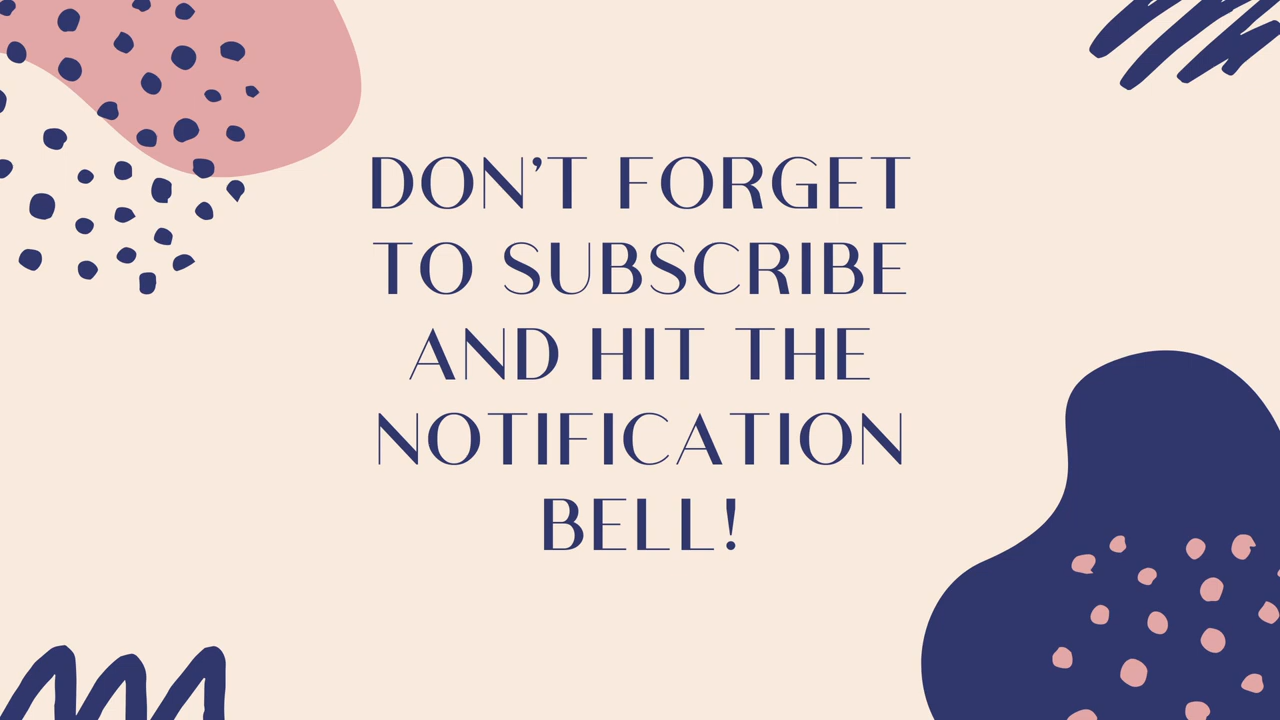 DON'T FORGET
TO SUBSCRIBE
AND HIT THE
NOTIFICATION
BELL!